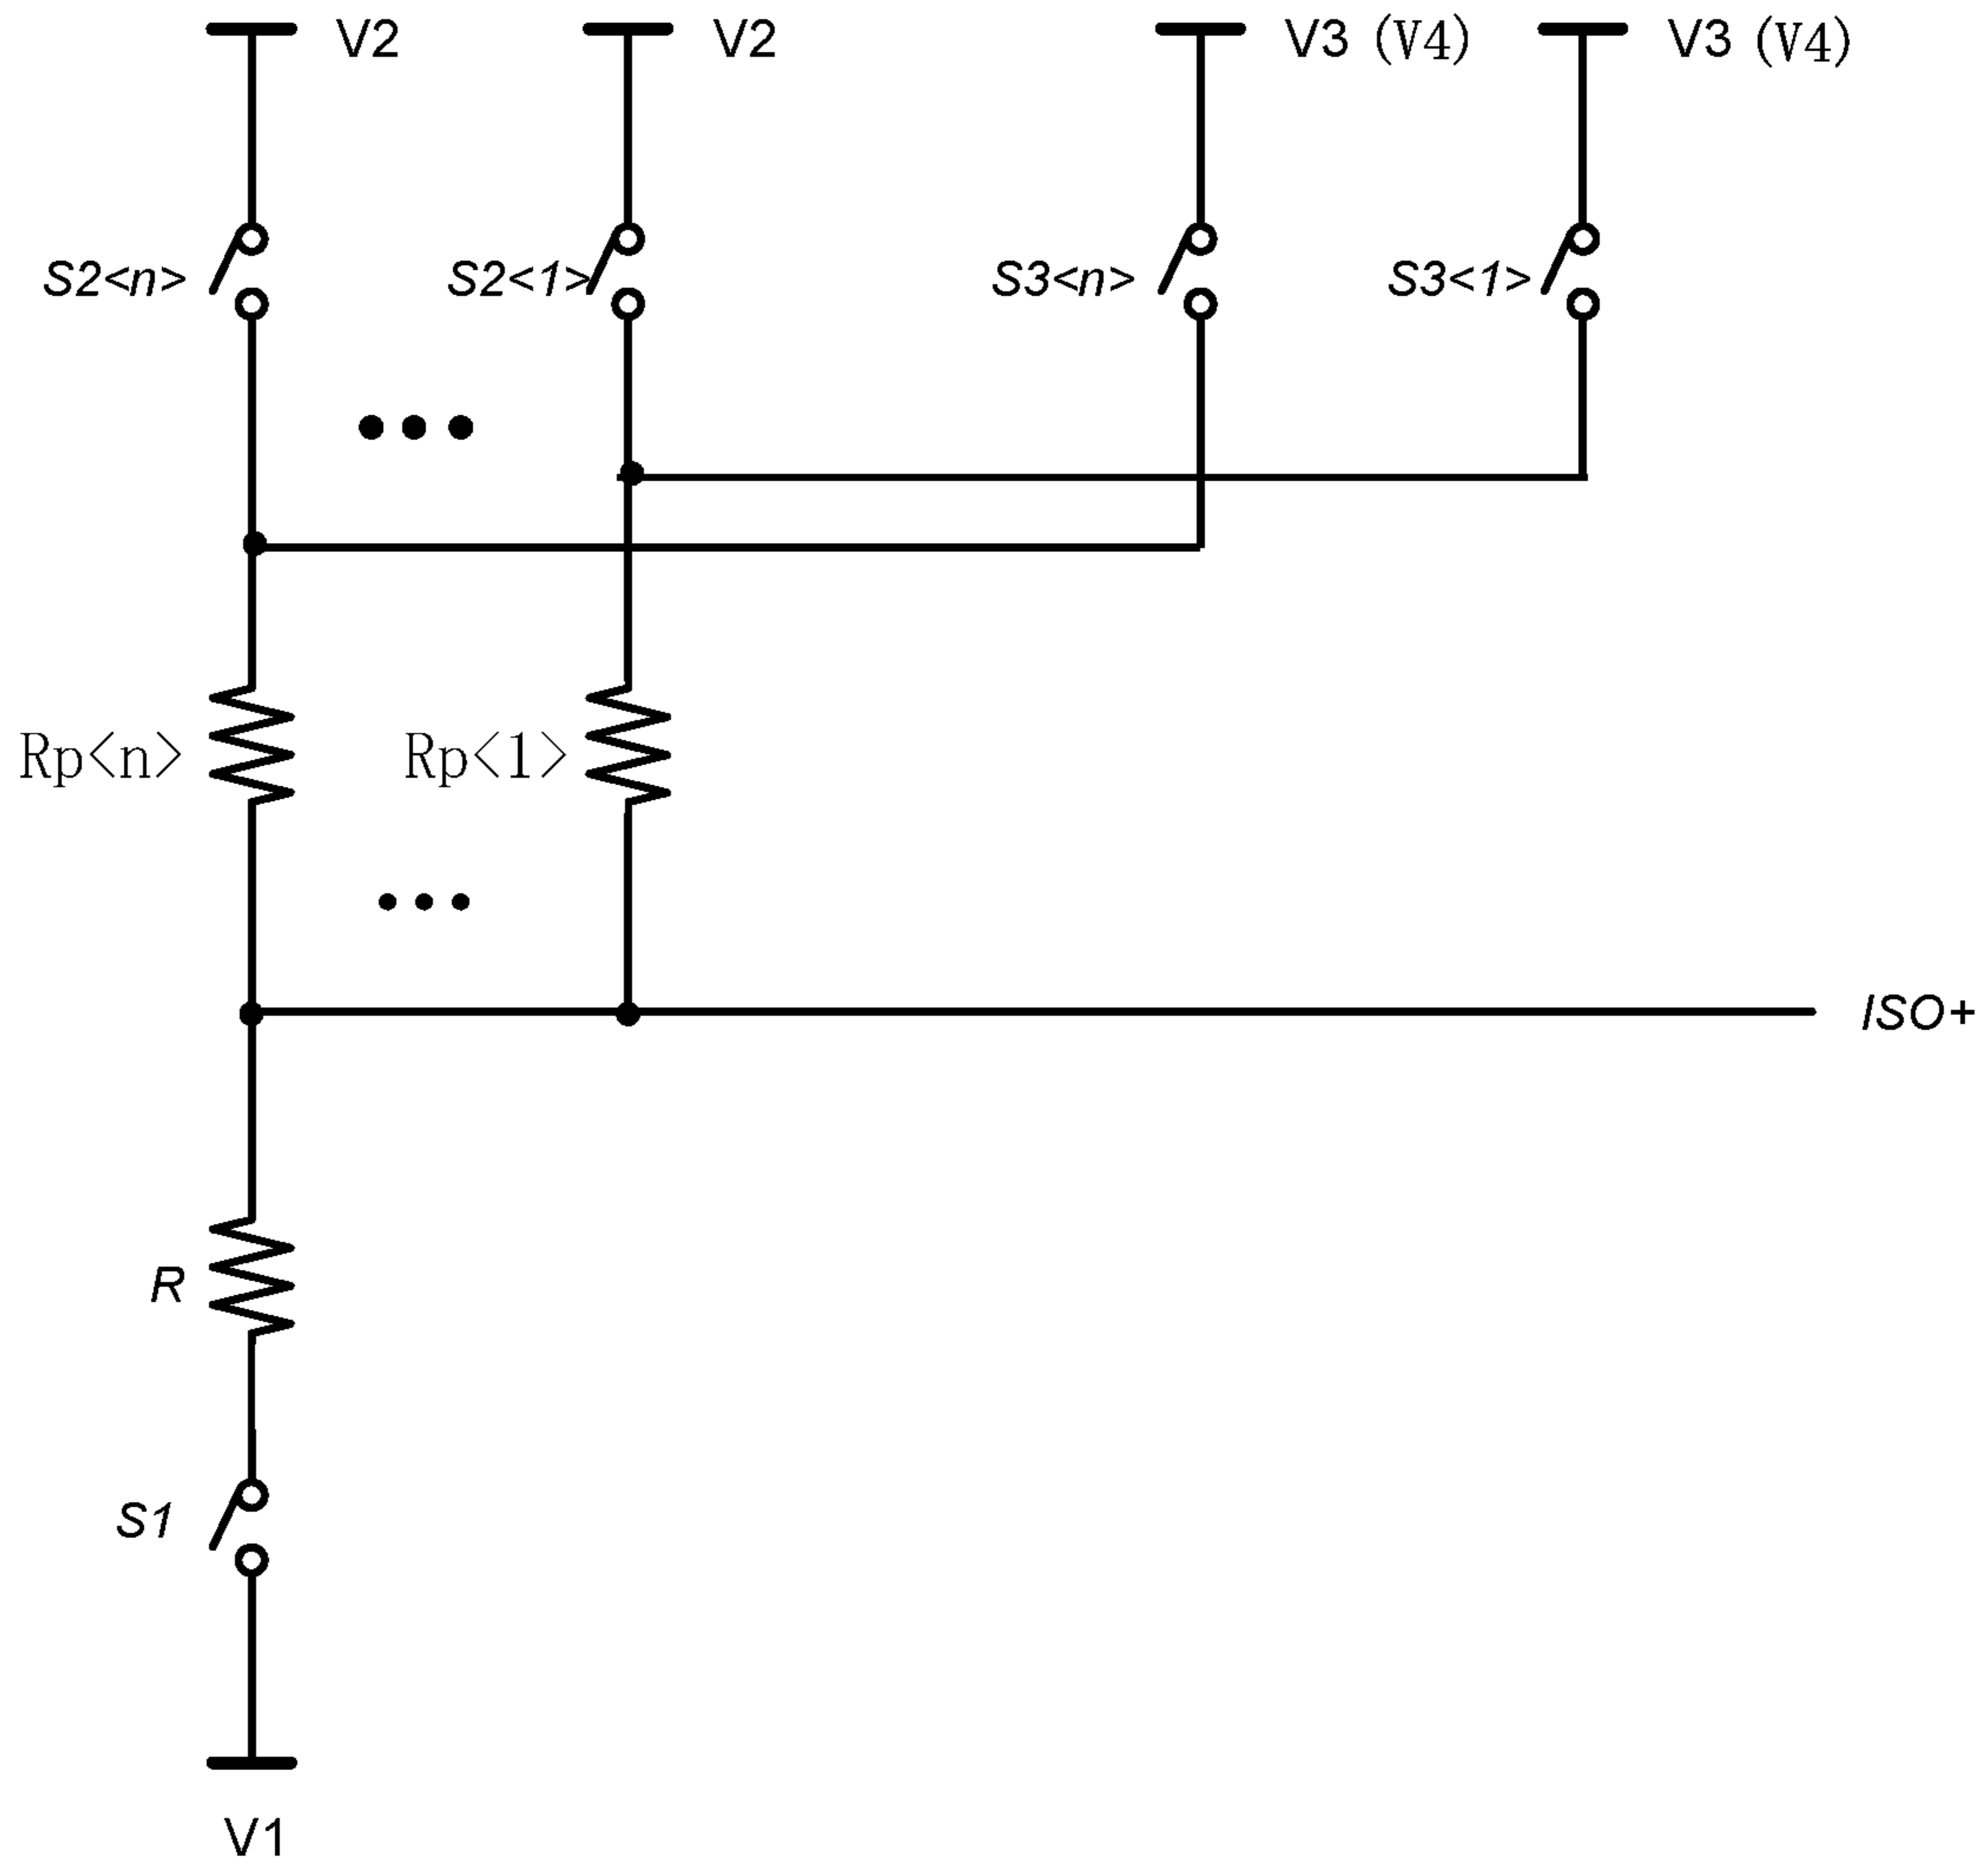 V2 V2 V3 (V4) V3 (V4)
S2<n> S2<1> S3<n> S3<1>
Rp<n> Rp<1>
ISO+
R
S1
V1